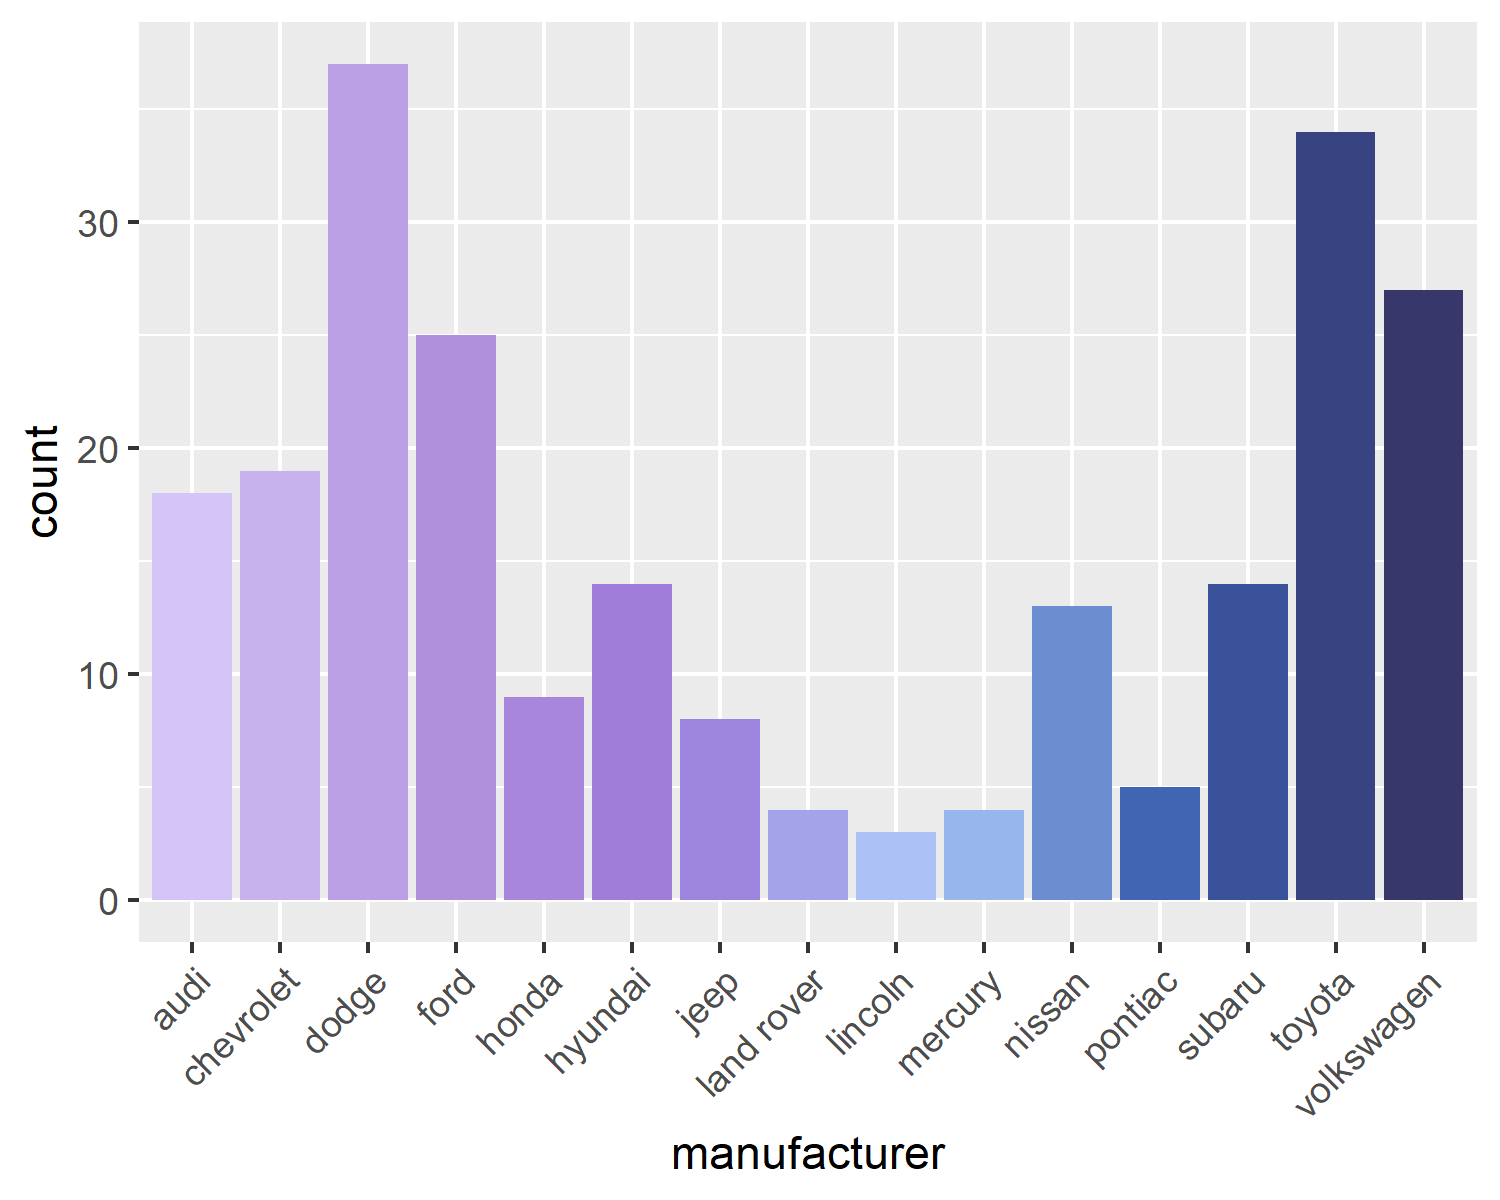 count
30
20
10
0
audi
chevrolet
dodge
ford
honda
hyundai
jeep
land rover
lincoln
mercury
nissan
pontiac
subaru
toyota
volkswagen
manufacturer